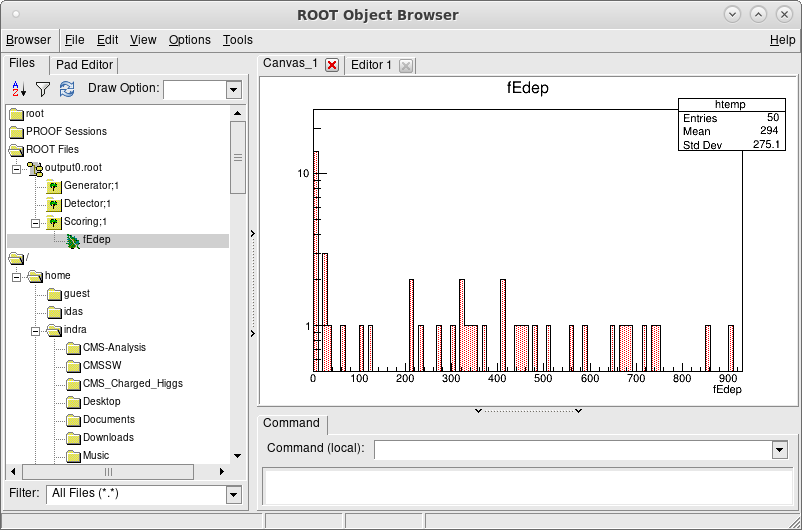 ROOT Object Browser
Browser File Edit View Options Tools Help
Files Pad Editor
Draw Option:
root
PROOF Sessions
ROOT Files
output0.root
Generator;1
Detector;1
Scoring;1
fEdep
/
home
guest
idas
indra
CMS-Analysis
CMSSW
CMS_Charged_Higgs
Desktop
Documents
Downloads
Music
Filter: All Files (*.*)
Canvas_1 Editor 1
fEdep
htemp
Entries 50
Mean 294
Std Dev 275.1
10
1
0 100 200 300 400 500 600 700 800 900
fEdep
Command
Command (local):